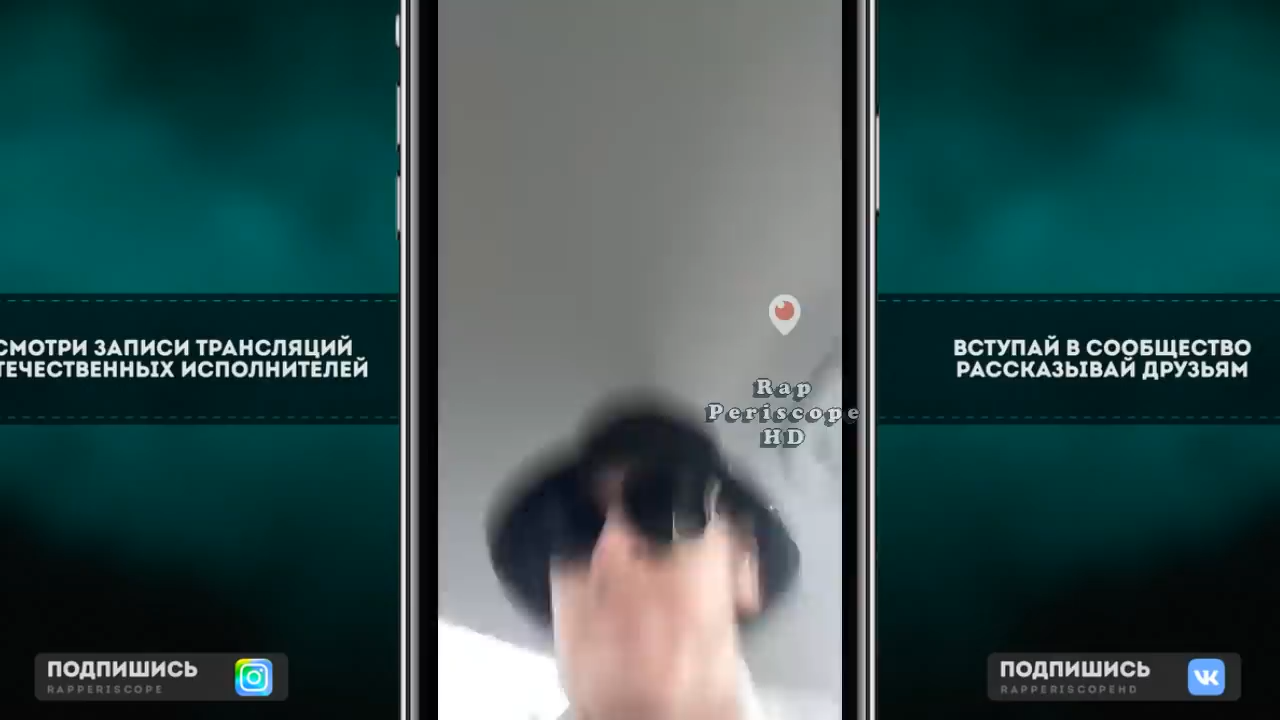 СМОТРИ ЗАПИСИ ТРАНСЛЯЦИЙ
ТЕЧЕСТВЕННЫХ ИСПОЛНИТЕЛЕЙ
ВСТУПАЙ В СООБЩЕСТВО
РАССКАЗЫВАЙ ДРУЗЬЯМ
Rap
Periscope
HD
ПОДПИШИСЬ
RAPPERISCOPE
ПОДПИШИСЬ
RAPPERISCOPEHD